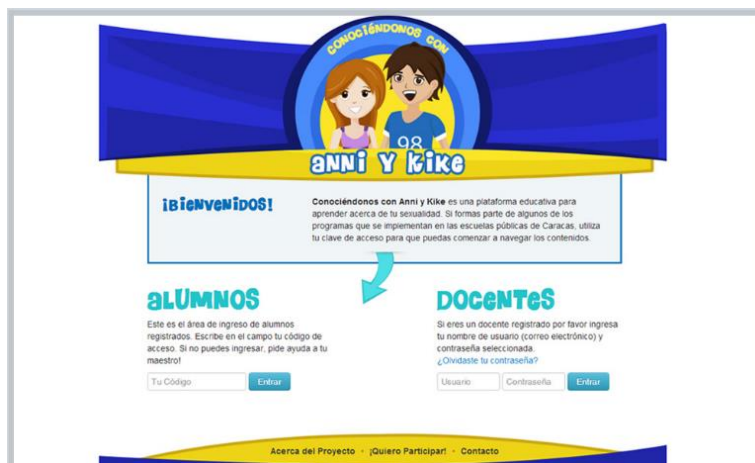 CONOCIÉNDONOS CON
98
ANNI Y KIKE
¡BIENVENIDOS!
Conociéndonos con Anni y Kike es una plataforma educativa para
aprender acerca de tu sexualidad. Si formas parte de algunos de los
programas que se implementan en las escuelas públicas de Caracas, utiliza
tu clave de acceso para que puedas comenzar a navegar los contenidos.
ALUMNOS
Este es el área de ingreso de alumnos
registrados. Escribe en el campo tu código de
acceso. Si no puedes ingresar, pide ayuda a tu
maestro!
Tu Código Entrar
DOCENTES
Si eres un docente registrado por favor ingresa
tu nombre de usuario (correo electrónico) y
contraseña seleccionada.
¿Olvidaste tu contraseña?
Usuario Contraseña Entrar
Acerca del Proyecto - ¡Quiero Participar! - Contacto